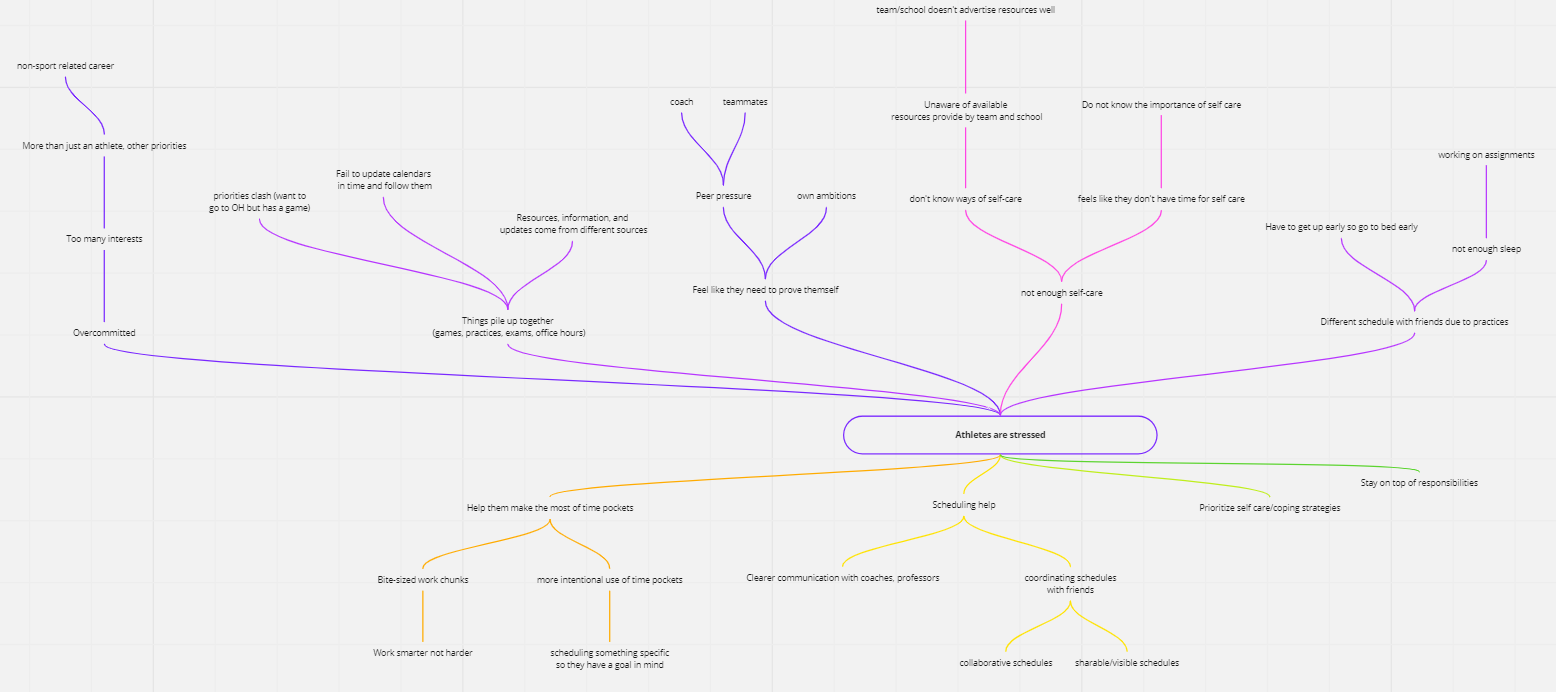 team/school doesn't advertise resources well
non-sport related career
coach
teammates
Unaware of available
resources provide by team and school
Do not know the importance of self care
More than just an athlete, other priorities
working on assignments
Fail to update calendars
in time and follow them
priorities clash (want to
go to OH but has a game)
Peer pressure
own ambitions
don't know ways of self-care
feels like they don't have time for self care
Resources, information, and
updates come from different sources
Have to get up early so go to bed early
Too many interests
not enough sleep
Feel like they need to prove themself
not enough self-care
Things pile up together
(games, practices, exams, office hours)
Different schedule with friends due to practices
Overcommitted
Athletes are stressed
Stay on top of responsibilities
Help them make the most of time pockets
Scheduling help
Prioritize self care/coping strategies
Bite-sized work chunks
more intentional use of time pockets
Clearer communication with coaches, professors
coordinating schedules
with friends
Work smarter not harder
scheduling something specific
so they have a goal in mind
collaborative schedules
sharable/visible schedules